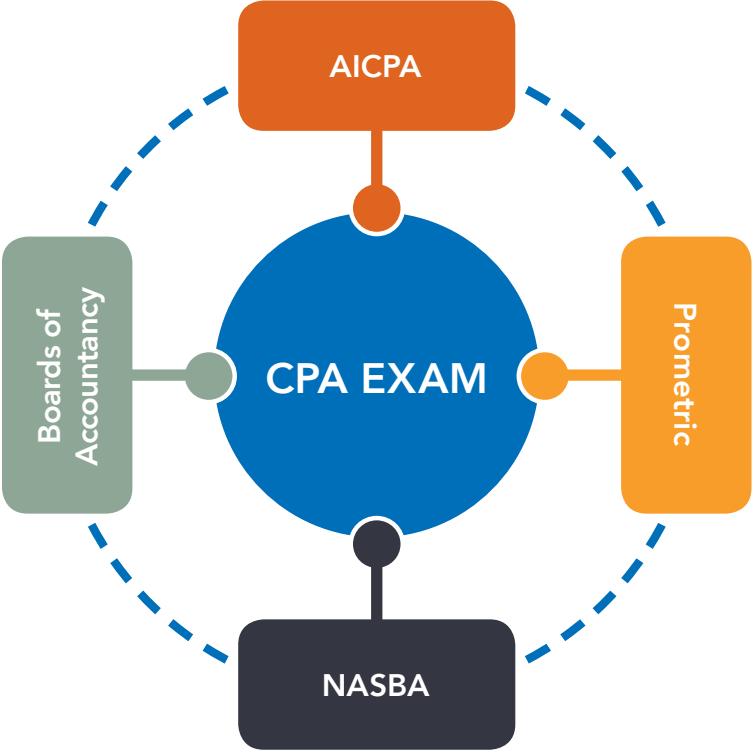 AICPA
Boards of
Accountancy
CPA EXAM
Prometric
NASBA